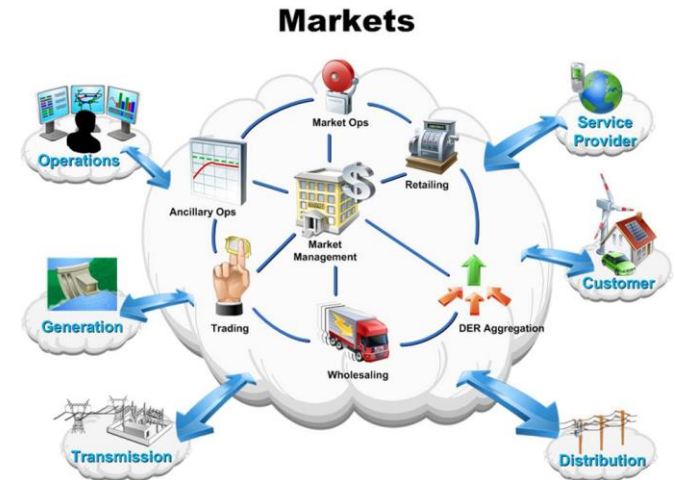 Markets
Market Ops
Operations
Service
Provider
Retailing
Ancillary Ops
Market
Management
Customer
Generation
Trading
DER Aggregation
Wholesaling
Transmission
Distribution